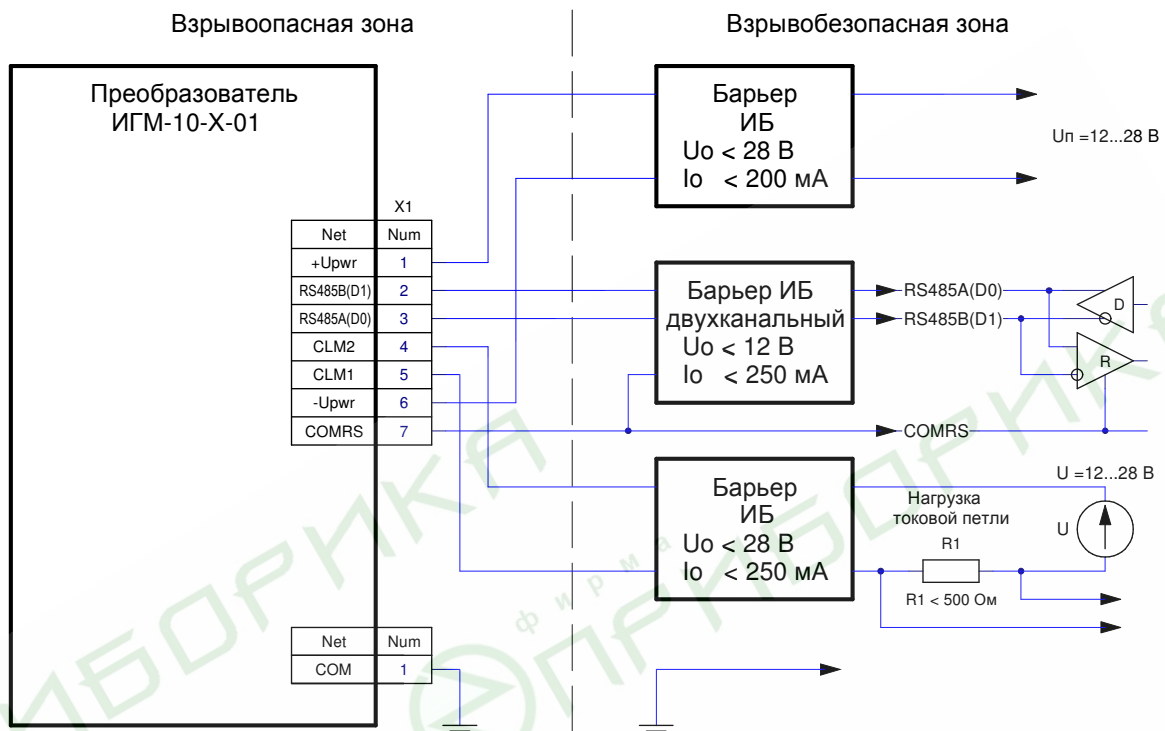 Взрывоопасная зона
Взрывобезопасная зона
Преобразователь
ИГМ-10-Х-01
X1
Net Num
+Upwr 1
RS485B(D1) 2
RS485A(D0) 3
CLM2 4
CLM1 5
-Upwr 6
COMRS 7
Net Num
COM 1
Барьер
ИБ
Uo < 28 В
Io < 200 мА
Uп =12...28 В
Барьер ИБ
двухканальный
Uo < 12 В
Io < 250 мА
RS485A(D0)
RS485B(D1)
D
R
COMRS
Барьер
ИБ
Uo < 28 В
Io < 250 мА
U =12...28 В
Нагрузка
токовой петли
U
R1
R1 < 500 Ом
фирма
ПРИБОРИКА